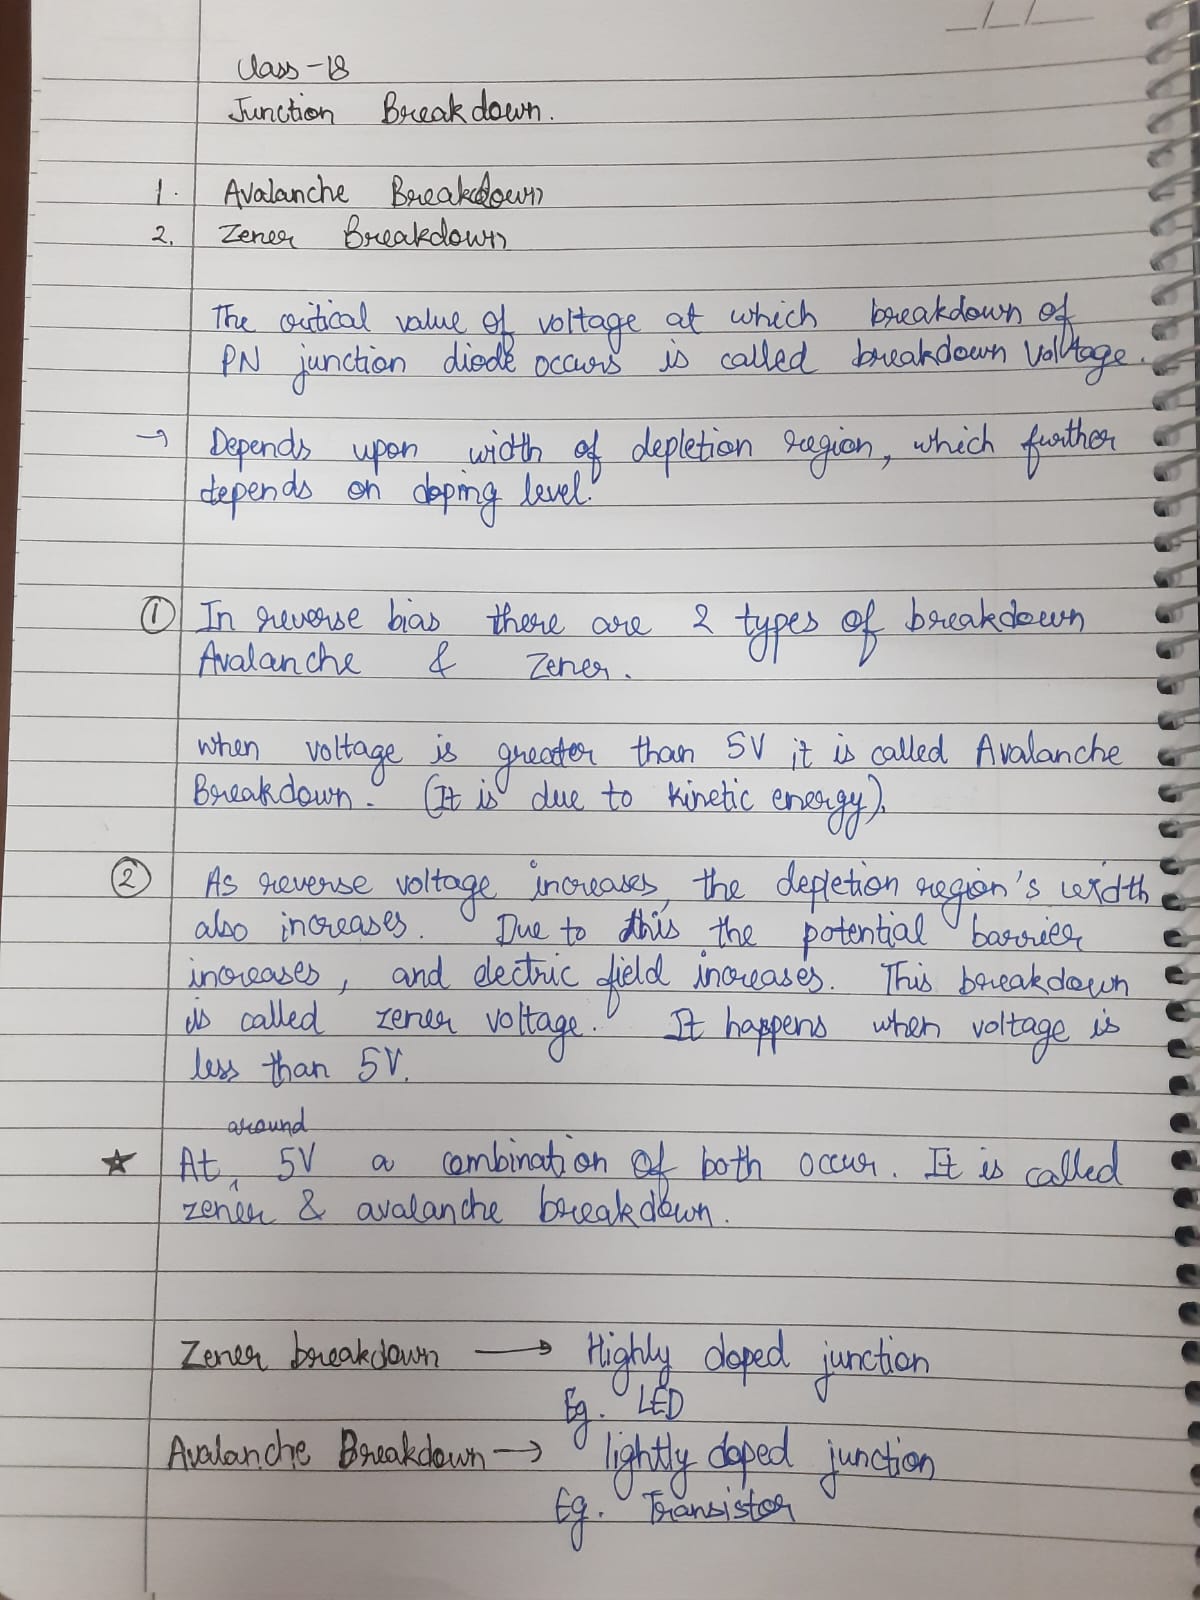 Class-18
Junction Breakdown.
1. Avalanche Breakdown
2. Zener Breakdown
The critical value of voltage at which breakdown of
PN junction diode occurs is called breakdown voltage.
→ Depends upon width of depletion region, which further
depends on doping level.
① In reverse bias there are 2 types of breakdown
Avalanche & Zener.
when voltage is greater than 5V it is called Avalanche
Breakdown. (It is due to kinetic energy).
② As reverse voltage increases, the depletion region's width
also increases. Due to this the potential barrier
increases, and electric field increases. This breakdown
is called zener voltage. It happens when voltage is
less than 5V.
★ At around 5V a combination of both occur. It is called
zener & avalanche breakdown.
Zener breakdown → Highly doped junction
Eg. LED
Avalanche Breakdown → lightly doped junction
Eg. Transistor